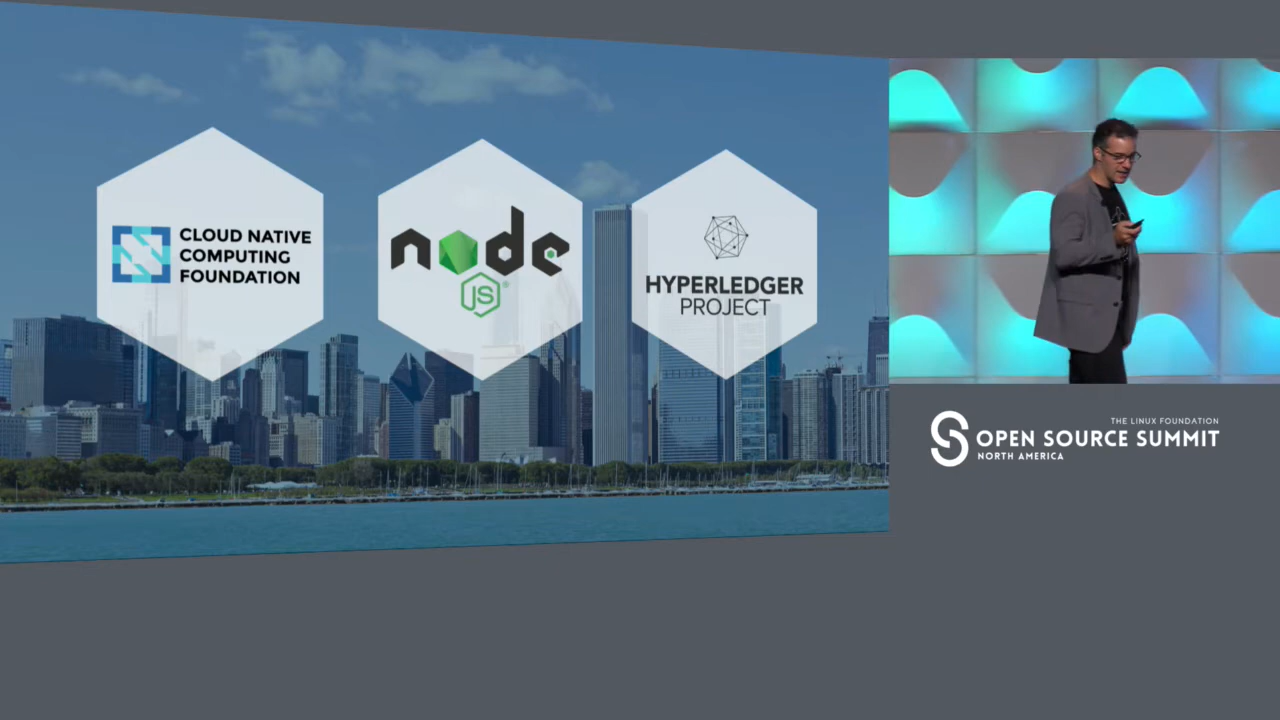 CLOUD NATIVE
COMPUTING
FOUNDATION
node
JS®
HYPERLEDGER
PROJECT
THE LINUX FOUNDATION
OPEN SOURCE SUMMIT
NORTH AMERICA